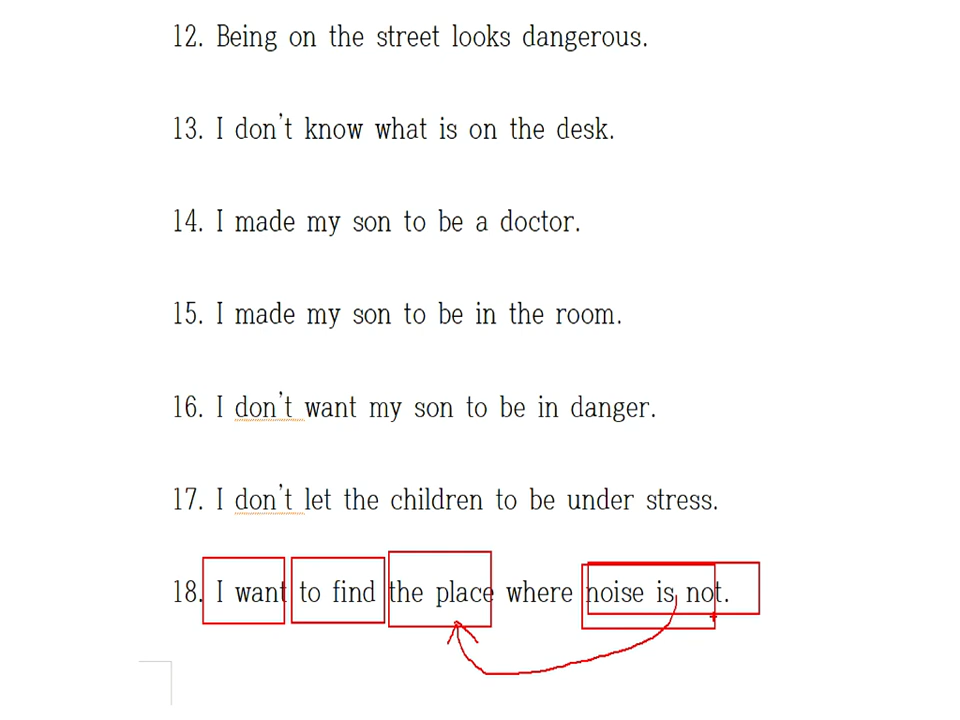 12. Being on the street looks dangerous.
13. I don't know what is on the desk.
14. I made my son to be a doctor.
15. I made my son to be in the room.
16. I don't want my son to be in danger.
17. I don't let the children to be under stress.
18. I want to find the place where noise is not.